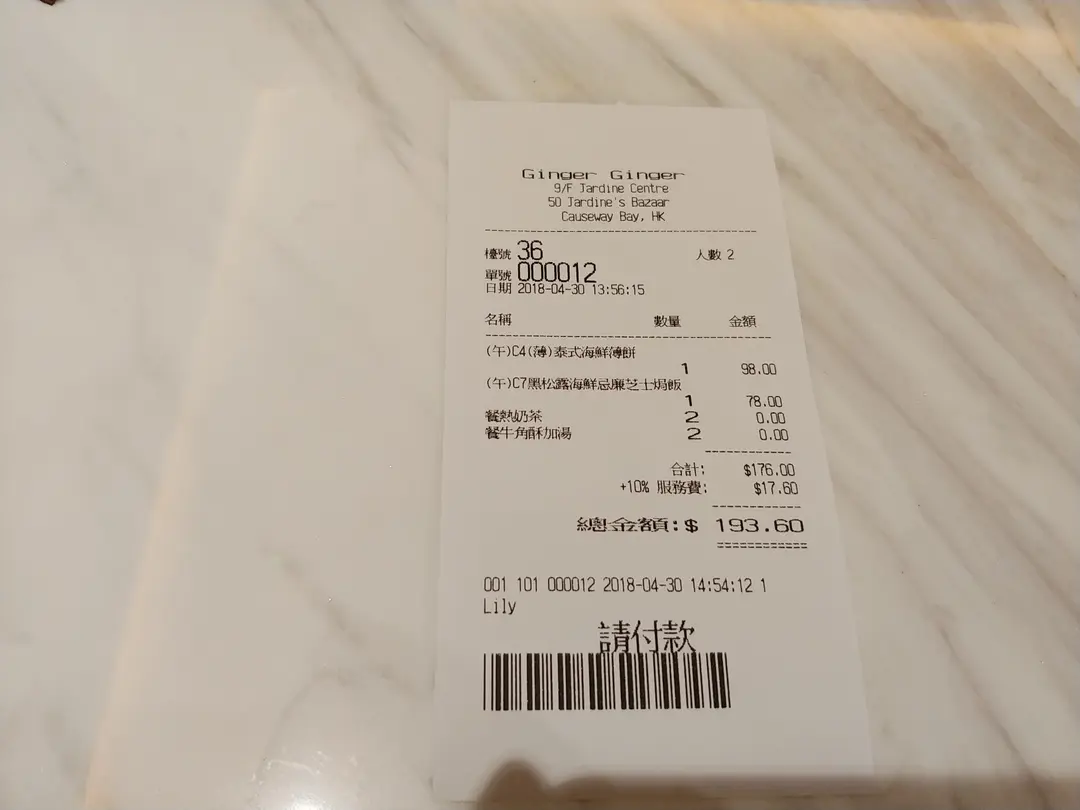 Ginger Ginger
9/F Jardine Centre
50 Jardine's Bazaar
Causeway Bay, HK
檯號 36 人數 2
單號 000012
日期 2018-04-30 13:56:15
名稱 數量 金額
(午)C4(薄)泰式海鮮薄餅
1 98.00
(午)C7黑松露海鮮忌廉芝士焗飯
1 78.00
餐熱奶茶 2 0.00
餐牛角酥加湯 2 0.00
合計: $176.00
+10% 服務費: $17.60
總金額:$ 193.60
001 101 000012 2018-04-30 14:54:12 1
Lily
請付款